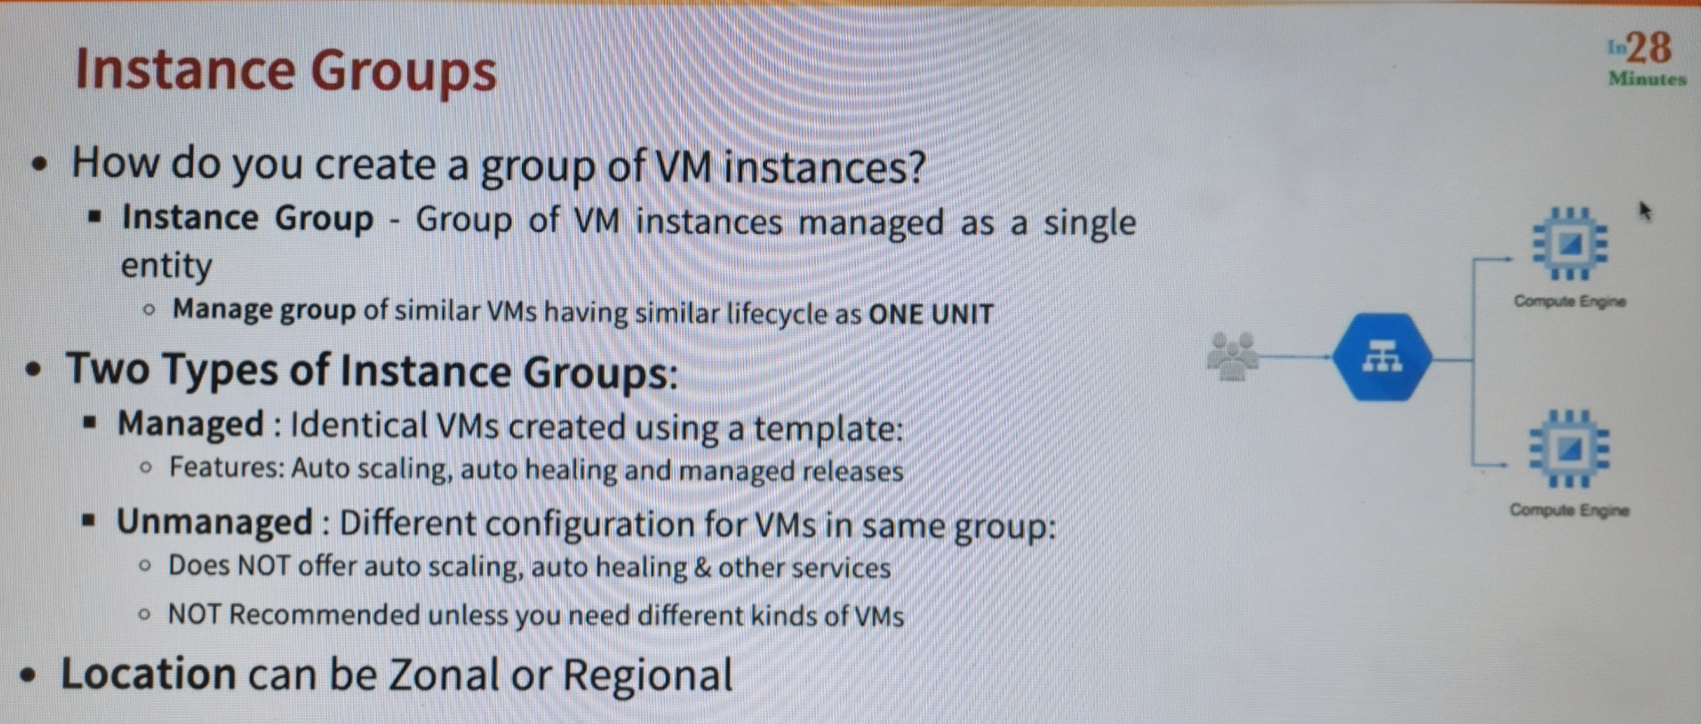 Instance Groups
In28
Minutes
• How do you create a group of VM instances?
▪ Instance Group - Group of VM instances managed as a single
entity
○ Manage group of similar VMs having similar lifecycle as ONE UNIT
• Two Types of Instance Groups:
▪ Managed : Identical VMs created using a template:
○ Features: Auto scaling, auto healing and managed releases
▪ Unmanaged : Different configuration for VMs in same group:
○ Does NOT offer auto scaling, auto healing & other services
○ NOT Recommended unless you need different kinds of VMs
• Location can be Zonal or Regional
Compute Engine
Compute Engine